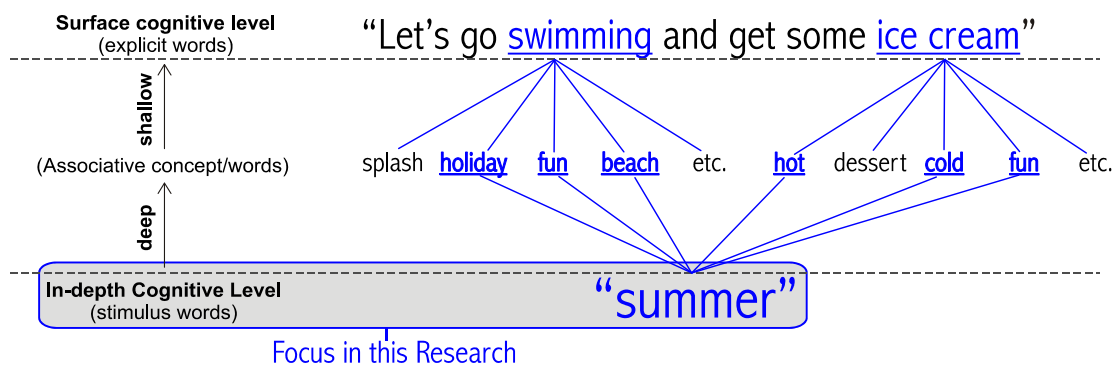 Surface cognitive level
(explicit words)
“Let's go swimming and get some ice cream”
shallow
(Associative concept/words)
splash holiday fun beach etc. hot dessert cold fun etc.
deep
In-depth Cognitive Level
(stimulus words)
“summer”
Focus in this Research